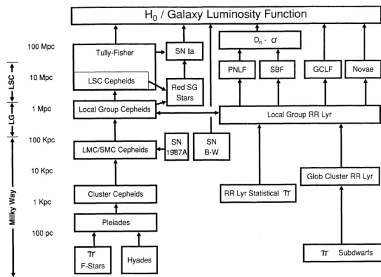 H₀ / Galaxy Luminosity Function
100 Mpc
Tully-Fisher
SN Ia
Dₙ - σ
LSC
10 Mpc
LSC Cepheids
Red SG
Stars
PNLF
SBF
GCLF
Novae
LG
1 Mpc
Local Group Cepheids
Local Group RR Lyr
100 Kpc
LMC/SMC Cepheids
SN
1987A
SN
B-W
Milky Way
10 Kpc
Cluster Cepheids
RR Lyr Statistical π
Glob Cluster RR Lyr
1 Kpc
Pleiades
100 pc
π
F-Stars
Hyades
π Subdwarfs